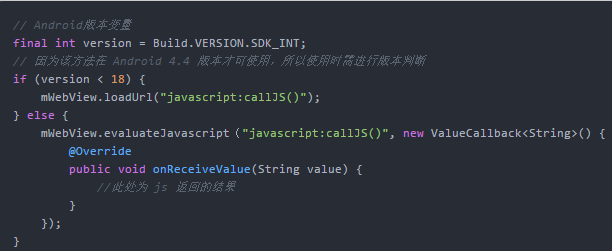 // Android版本变量
final int version = Build.VERSION.SDK_INT;
// 因为该方法在 Android 4.4 版本才可使用，所以使用时需进行版本判断
if (version < 18) {
    mWebView.loadUrl("javascript:callJS()");
} else {
    mWebView.evaluateJavascript（"javascript:callJS()", new ValueCallback<String>() {
        @Override
        public void onReceiveValue(String value) {
            //此处为 js 返回的结果
        }
    });
}